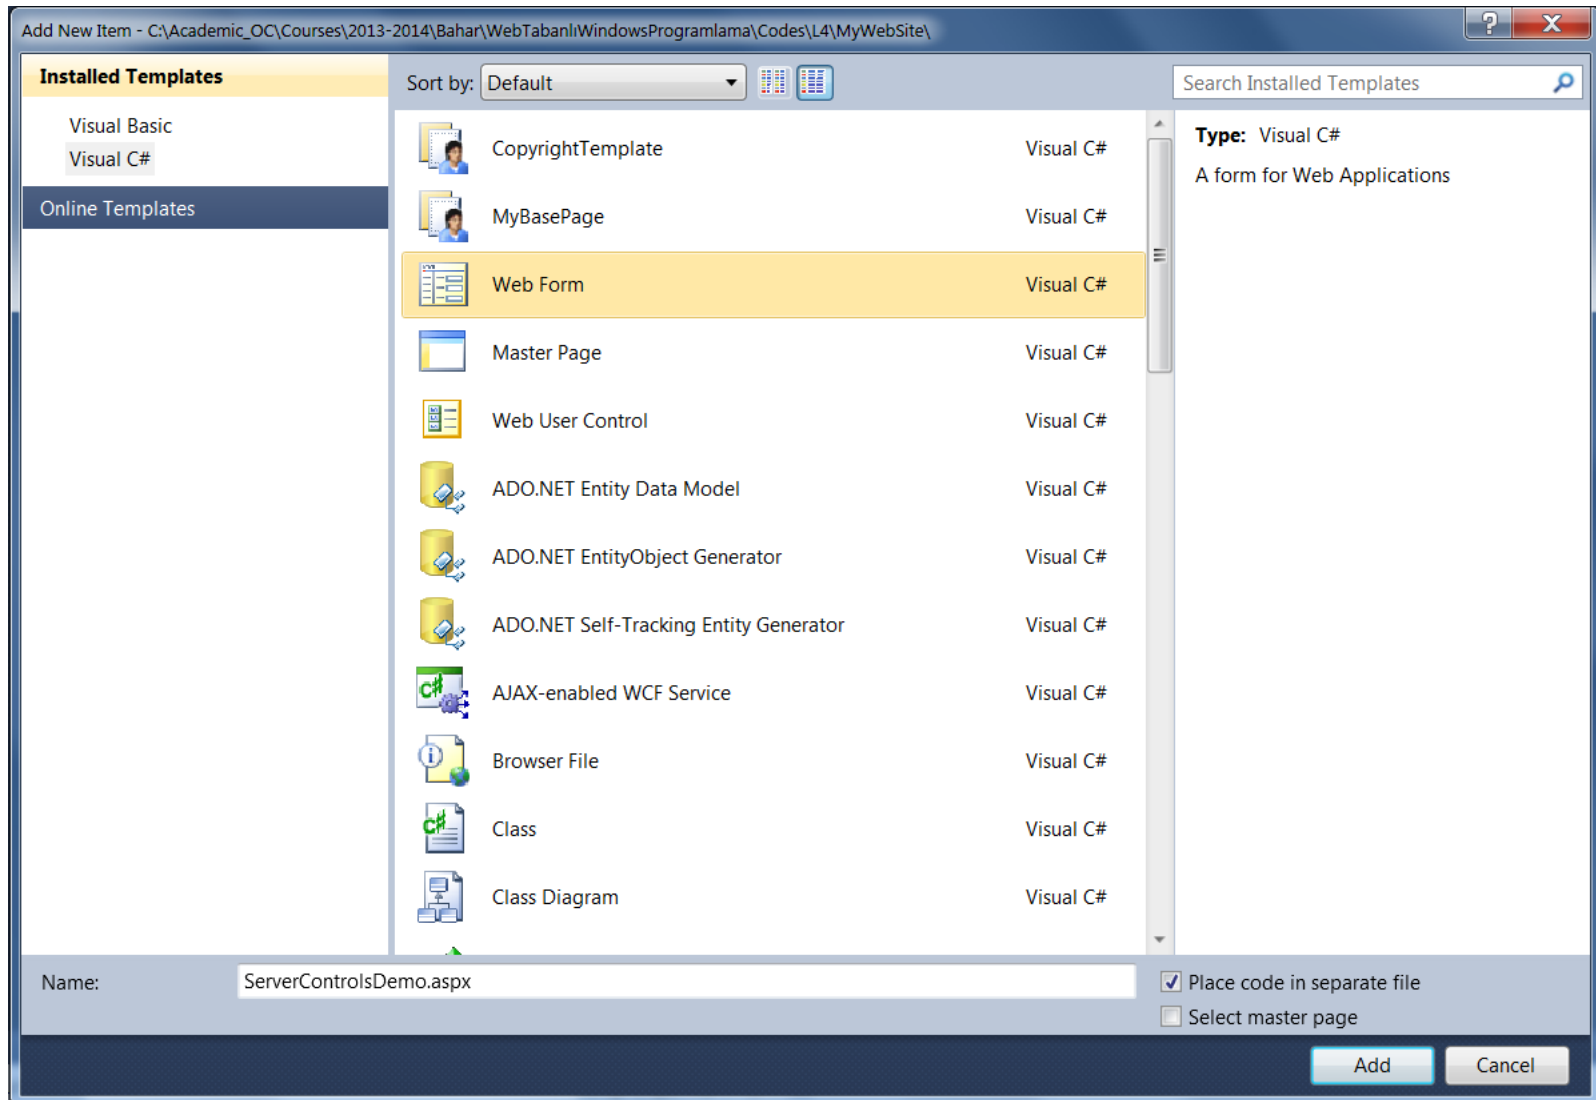 Add New Item - C:\Academic_OC\Courses\2013-2014\Bahar\WebTabanlıWindowsProgramlama\Codes\L4\MyWebSite\
Installed Templates
Visual Basic
Visual C#
Online Templates
Sort by: Default
Search Installed Templates
CopyrightTemplate Visual C#
MyBasePage Visual C#
Web Form Visual C#
Master Page Visual C#
Web User Control Visual C#
ADO.NET Entity Data Model Visual C#
ADO.NET EntityObject Generator Visual C#
ADO.NET Self-Tracking Entity Generator Visual C#
AJAX-enabled WCF Service Visual C#
Browser File Visual C#
Class Visual C#
Class Diagram Visual C#
Type: Visual C#
A form for Web Applications
Name: ServerControlsDemo.aspx
Place code in separate file
Select master page
Add Cancel